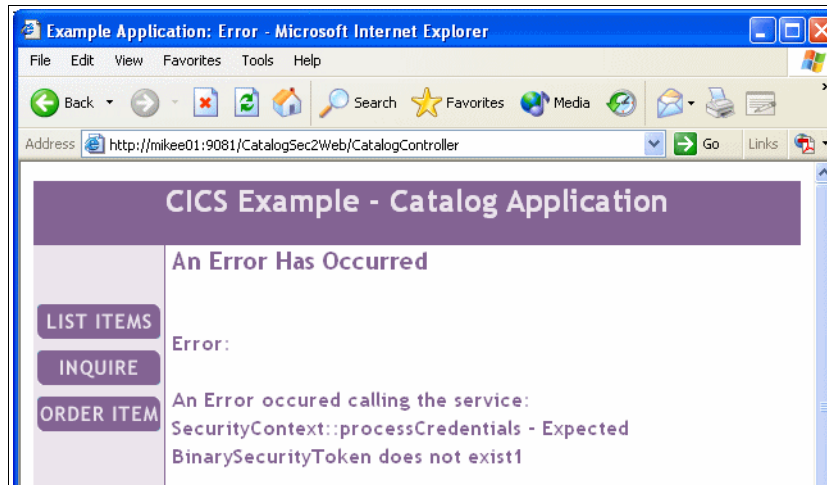 Example Application: Error - Microsoft Internet Explorer
File Edit View Favorites Tools Help
Back Search Favorites Media
Address http://mikee01:9081/CatalogSec2Web/CatalogController Go Links
CICS Example - Catalog Application
An Error Has Occurred
LIST ITEMS
Error:
INQUIRE
An Error occured calling the service:
ORDER ITEM
SecurityContext::processCredentials - Expected
BinarySecurityToken does not exist1